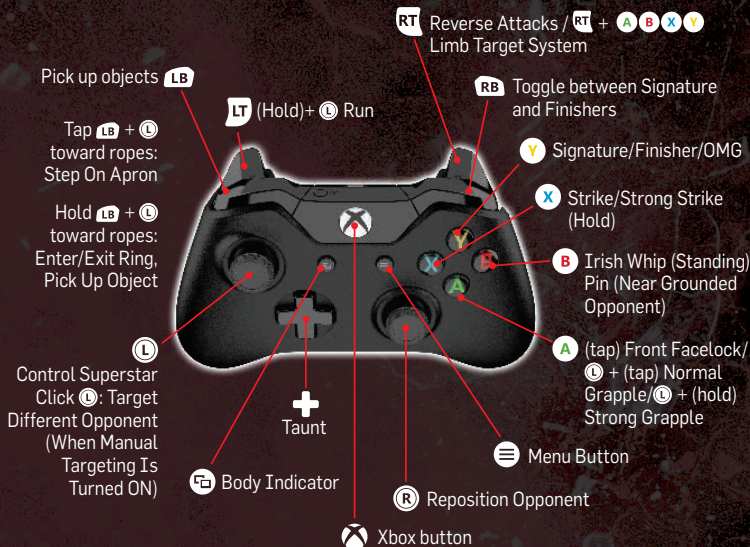 RT Reverse Attacks / RT + A B X Y
Limb Target System
Pick up objects LB
RB Toggle between Signature
and Finishers
LT (Hold)+ L Run
Tap LB + L
toward ropes:
Step On Apron
Y Signature/Finisher/OMG
X Strike/Strong Strike
(Hold)
Hold LB + L
toward ropes:
Enter/Exit Ring,
Pick Up Object
B Irish Whip (Standing)
Pin (Near Grounded
Opponent)
Y
X
B
A
L
Control Superstar
Click L: Target
Different Opponent
(When Manual
Targeting Is
Turned ON)
A (tap) Front Facelock/
L + (tap) Normal
Grapple/L + (hold)
Strong Grapple
Taunt
Menu Button
Body Indicator
R Reposition Opponent
Xbox button